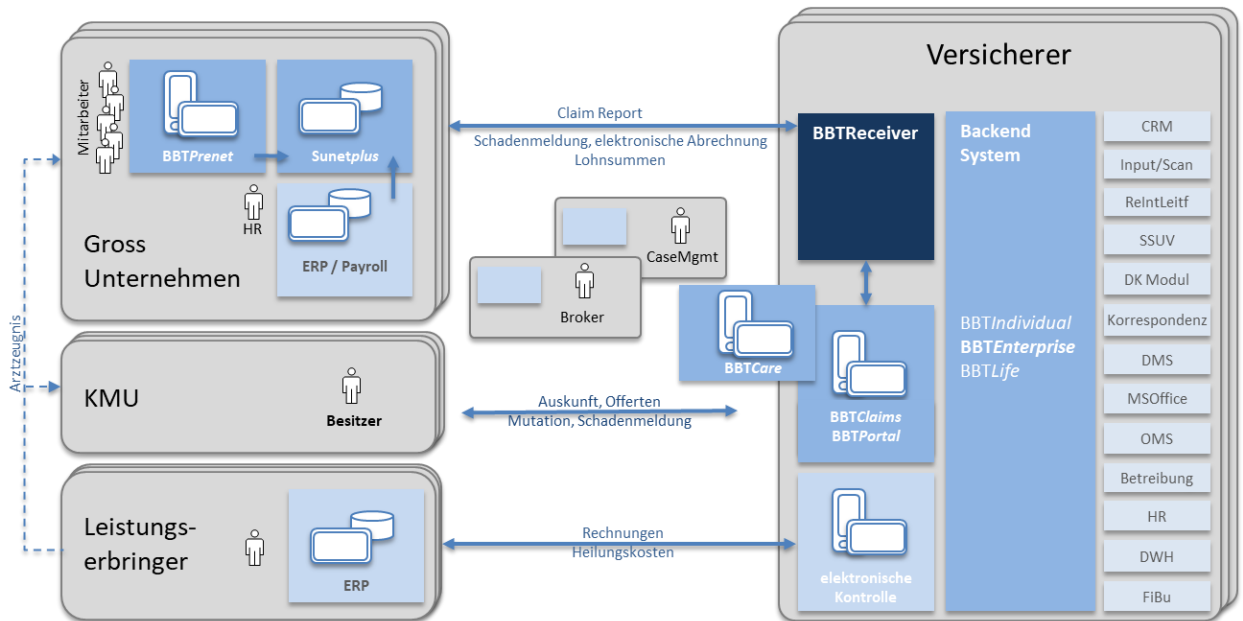 Mitarbeiter
BBTPrenet
Sunetplus
HR
ERP / Payroll
Gross
Unternehmen
Arztzeugnis
KMU
Besitzer
Leistungs-
erbringer
ERP
Claim Report
Schadenmeldung, elektronische Abrechnung
Lohnsummen
CaseMgmt
Broker
Auskunft, Offerten
Mutation, Schadenmeldung
Rechnungen
Heilungskosten
Versicherer
BBTReceiver
BBTCare
BBTClaims
BBTPortal
elektronische
Kontrolle
Backend
System
BBTIndividual
BBTEnterprise
BBTLife
CRM
Input/Scan
ReIntLeitf
SSUV
DK Modul
Korrespondenz
DMS
MSOffice
OMS
Betreibung
HR
DWH
FiBu